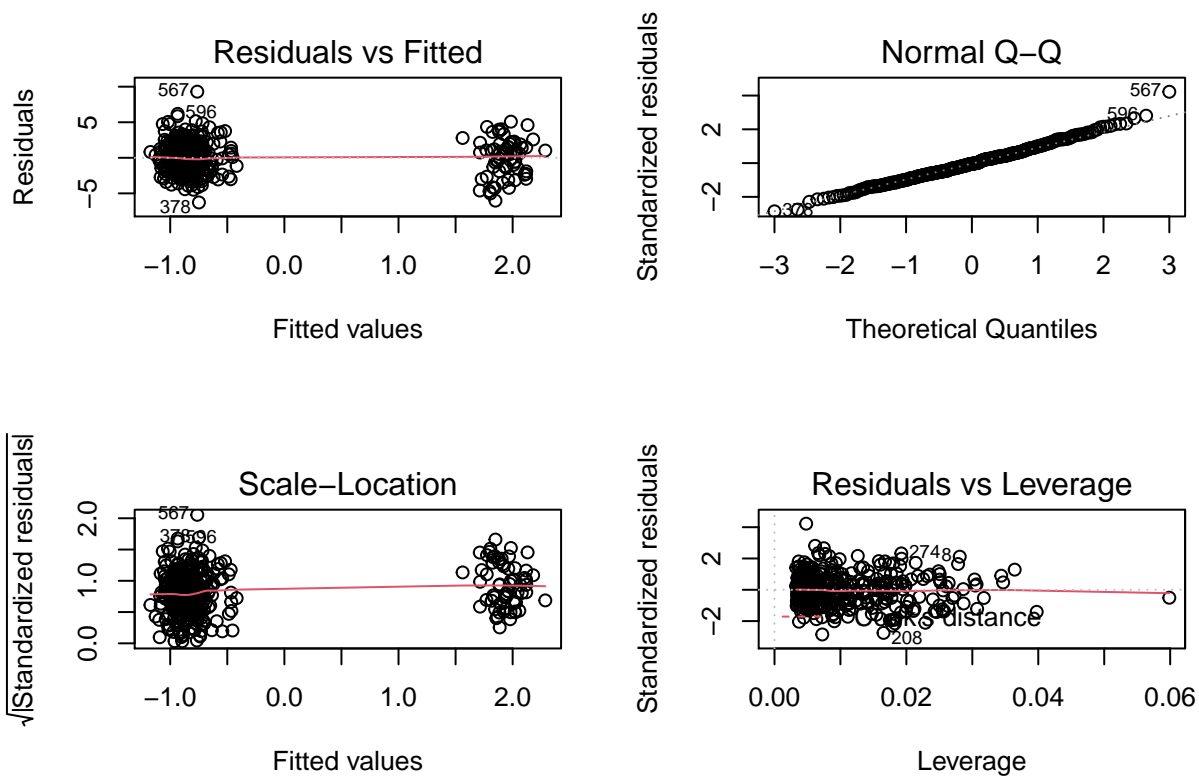 Residuals vs Fitted
Residuals
5
−5
567
596
378
−1.0 0.0 1.0 2.0
Fitted values
Normal Q−Q
Standardized residuals
2
−2
567
596
378
−3 −2 −1 0 1 2 3
Theoretical Quantiles
Scale−Location
√|Standardized residuals|
2.0
1.0
0.0
567
378 596
−1.0 0.0 1.0 2.0
Fitted values
Residuals vs Leverage
Standardized residuals
2
−2
274
8
distance
208
0.00 0.02 0.04 0.06
Leverage